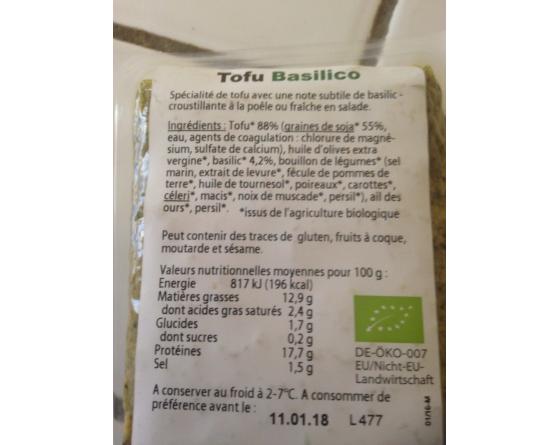 Tofu Basilico
Spécialité de tofu avec une note subtile de basilic -
croustillante à la poêle ou fraîche en salade.
Ingrédients : Tofu* 88% (graines de soja* 55%,
eau, agents de coagulation : chlorure de magné-
sium, sulfate de calcium), huile d'olives extra
vergine*, basilic* 4,2%, bouillon de légumes* (sel
marin, extrait de levure*, fécule de pommes de
terre*, huile de tournesol*, poireaux*, carottes*,
céleri*, macis*, noix de muscade*, persil*), ail des
ours*, persil*. *issus de l'agriculture biologique
Peut contenir des traces de gluten, fruits à coque,
moutarde et sésame.
Valeurs nutritionnelles moyennes pour 100 g :
Energie 817 kJ (196 kcal)
Matières grasses 12,9 g
dont acides gras saturés 2,4 g
Glucides 1,7 g
dont sucres 0,2 g
Protéines 17,7 g
Sel 1,5 g
DE-ÖKO-007
EU/Nicht-EU-
Landwirtschaft
A conserver au froid à 2-7°C. A consommer de
préférence avant le : 11.01.18 L477
01/16-M